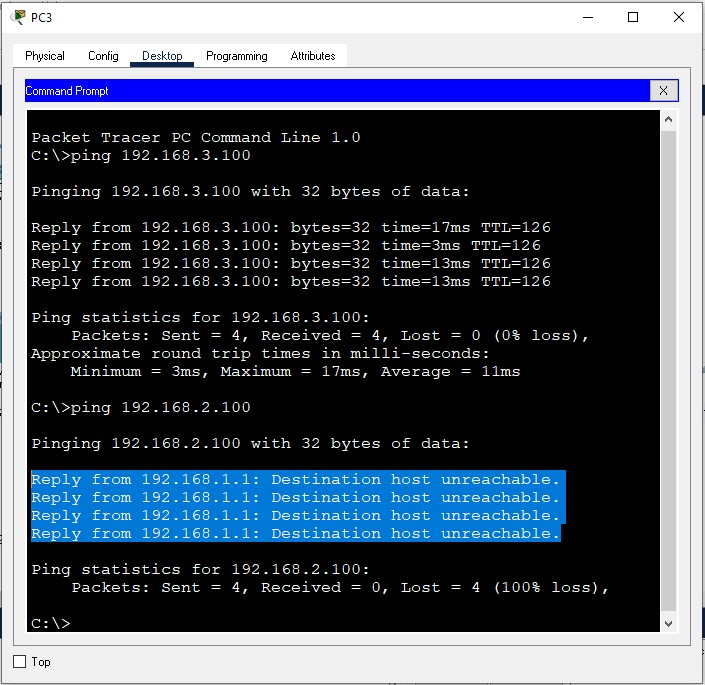 PC3
Physical Config Desktop Programming Attributes
Command Prompt
X
Packet Tracer PC Command Line 1.0
C:\>ping 192.168.3.100
Pinging 192.168.3.100 with 32 bytes of data:
Reply from 192.168.3.100: bytes=32 time=17ms TTL=126
Reply from 192.168.3.100: bytes=32 time=3ms TTL=126
Reply from 192.168.3.100: bytes=32 time=13ms TTL=126
Reply from 192.168.3.100: bytes=32 time=13ms TTL=126
Ping statistics for 192.168.3.100:
Packets: Sent = 4, Received = 4, Lost = 0 (0% loss),
Approximate round trip times in milli-seconds:
Minimum = 3ms, Maximum = 17ms, Average = 11ms
C:\>ping 192.168.2.100
Pinging 192.168.2.100 with 32 bytes of data:
Reply from 192.168.1.1: Destination host unreachable.
Reply from 192.168.1.1: Destination host unreachable.
Reply from 192.168.1.1: Destination host unreachable.
Reply from 192.168.1.1: Destination host unreachable.
Ping statistics for 192.168.2.100:
Packets: Sent = 4, Received = 0, Lost = 4 (100% loss),
C:\>
Top